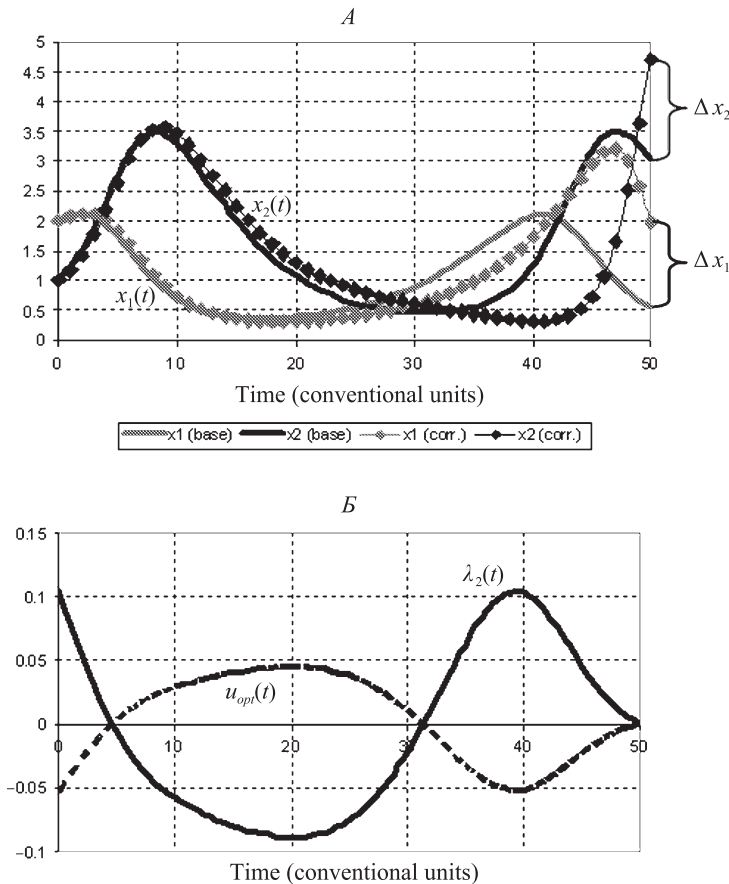 А
5
4.5
4
3.5
3
2.5
2
1.5
1
0.5
0
x₂(t)
x₁(t)
Δ x₂
Δ x₁
0 10 20 30 40 50
Time (conventional units)
x1 (base) x2 (base) x1 (corr.) x2 (corr.)
Б
0.15
0.1
0.05
0
−0.05
−0.1
λ₂(t)
uopt(t)
0 10 20 30 40 50
Time (conventional units)